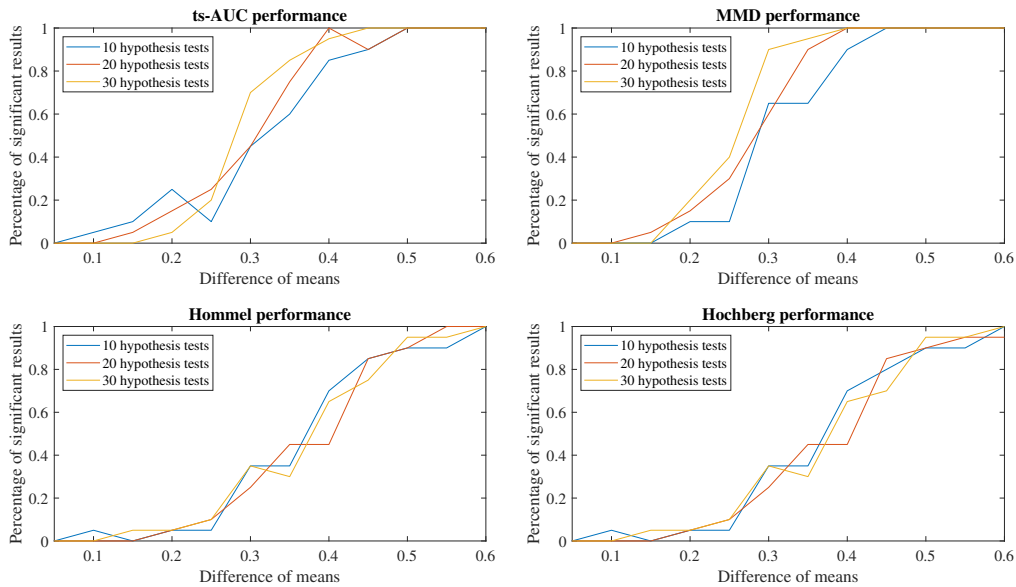 ts-AUC performance
Percentage of significant results
1
0.8
0.6
0.4
0.2
0
10 hypothesis tests
20 hypothesis tests
30 hypothesis tests
0.1 0.2 0.3 0.4 0.5 0.6
Difference of means
MMD performance
Percentage of significant results
1
0.8
0.6
0.4
0.2
0
10 hypothesis tests
20 hypothesis tests
30 hypothesis tests
0.1 0.2 0.3 0.4 0.5 0.6
Difference of means
Hommel performance
Percentage of significant results
1
0.8
0.6
0.4
0.2
0
10 hypothesis tests
20 hypothesis tests
30 hypothesis tests
0.1 0.2 0.3 0.4 0.5 0.6
Difference of means
Hochberg performance
Percentage of significant results
1
0.8
0.6
0.4
0.2
0
10 hypothesis tests
20 hypothesis tests
30 hypothesis tests
0.1 0.2 0.3 0.4 0.5 0.6
Difference of means